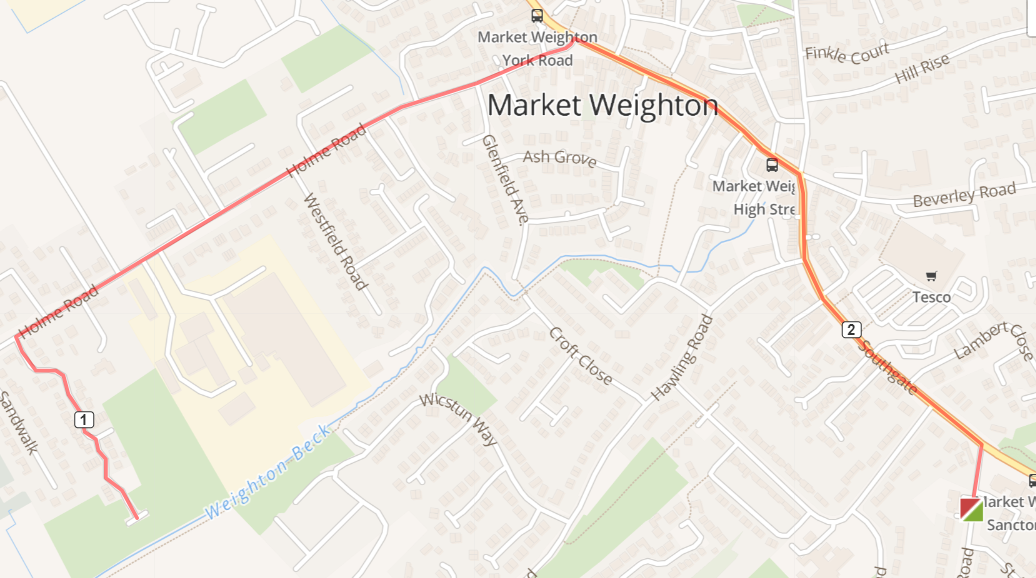 Market Weighton
York Road
Finkle Court
Hill Rise
Market Weighton
Holme Road
Ash Grove
Glenfield Ave.
Market Weig
High Stre
Beverley Road
Westfield Road
Tesco
Holme Road
2
Lambert Close
Croft Close
Hawling Road
Southgate
Sandwalk
1
Wicstun Way
Weighton Beck
Market W
Sancto
Road